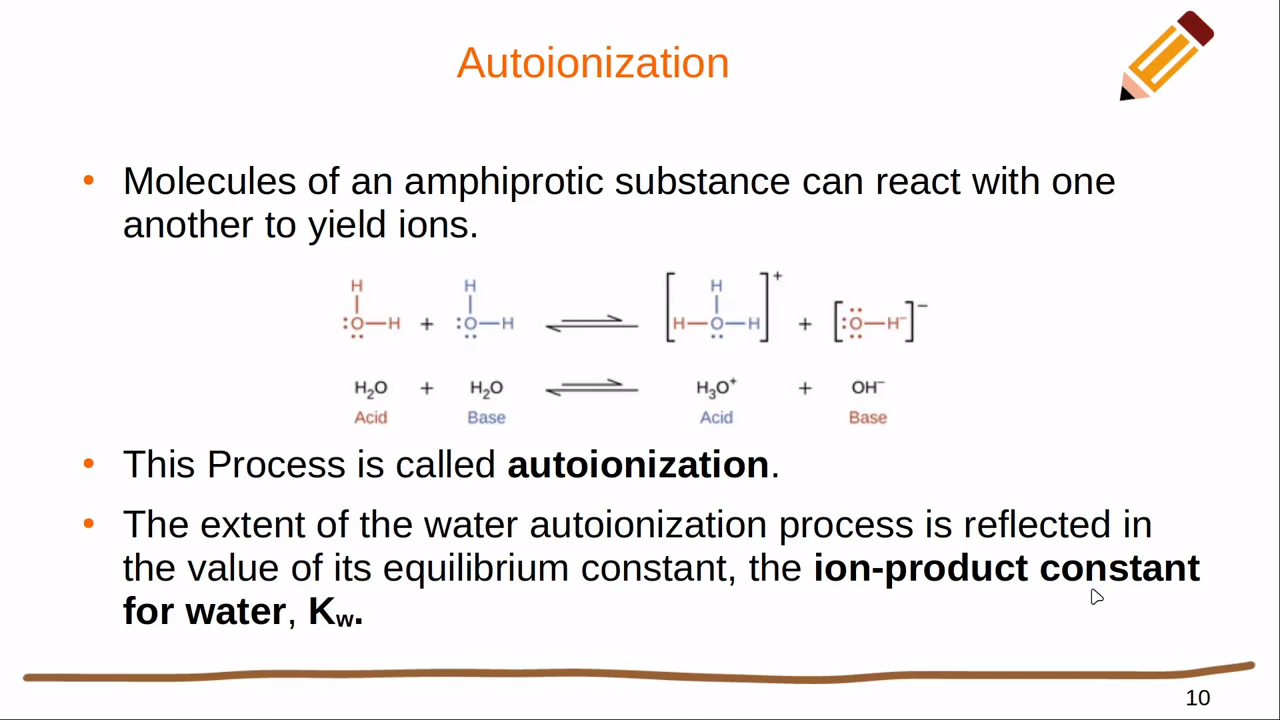 Autoionization
• Molecules of an amphiprotic substance can react with one
another to yield ions.
H H H +
:O—H + :O—H ⇌ [H—O—H] + [:O—H⁻]⁻
H₂O + H₂O ⇌ H₃O⁺ + OH⁻
Acid Base Acid Base
• This Process is called autoionization.
• The extent of the water autoionization process is reflected in
the value of its equilibrium constant, the ion-product constant
for water, Kw.
10